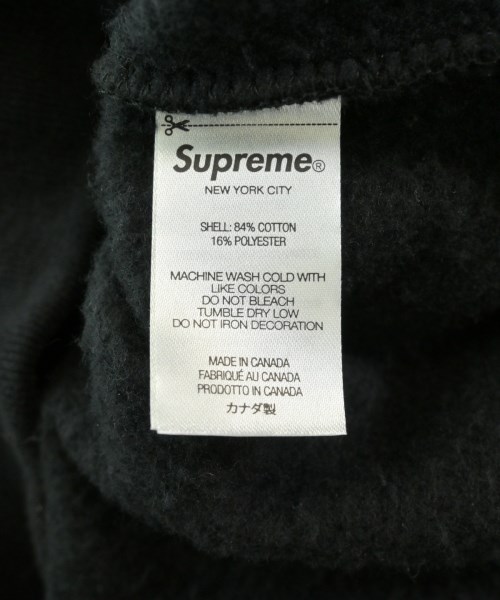 Supreme®
NEW YORK CITY
SHELL: 84% COTTON
16% POLYESTER
MACHINE WASH COLD WITH
LIKE COLORS
DO NOT BLEACH
TUMBLE DRY LOW
DO NOT IRON DECORATION
MADE IN CANADA
FABRIQUÉ AU CANADA
PRODOTTO IN CANADA
カナダ製